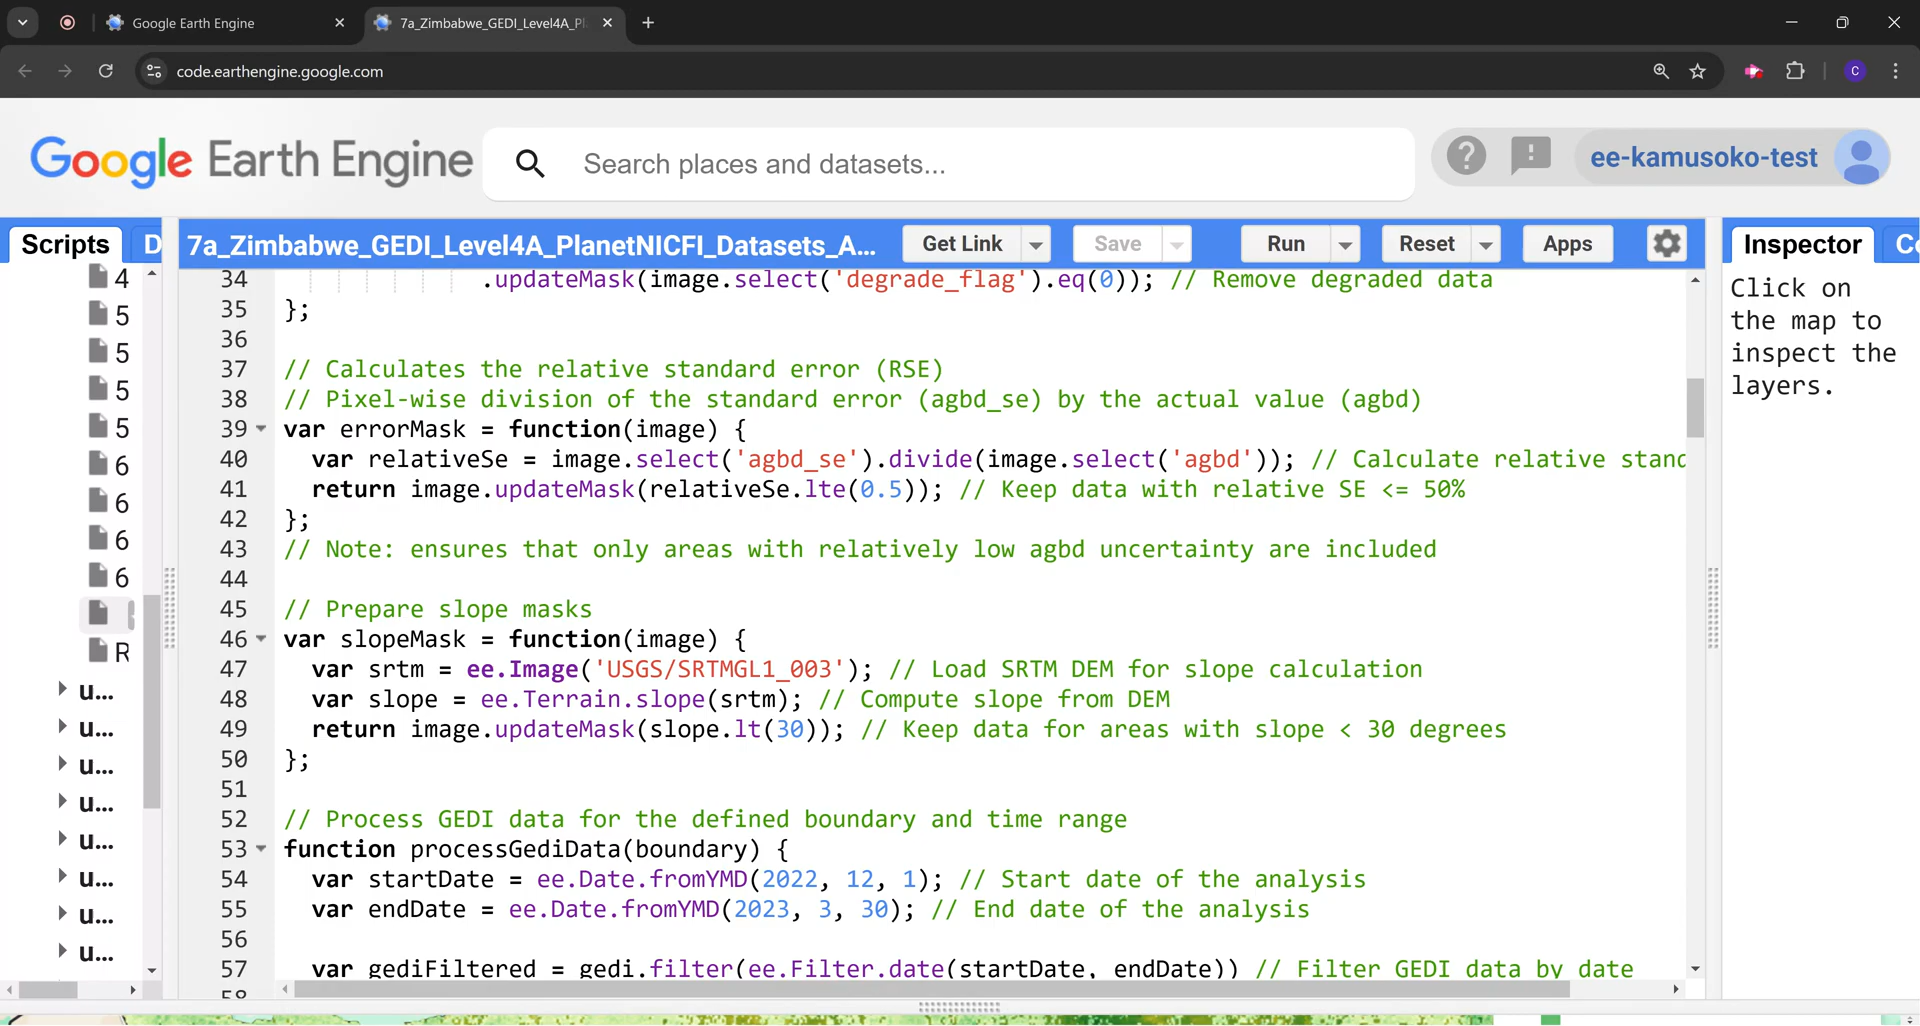 Google Earth Engine
7a_Zimbabwe_GEDI_Level4A_Pl
code.earthengine.google.com
C
Google Earth Engine
Search places and datasets...
ee-kamusoko-test
Scripts
D
7a_Zimbabwe_GEDI_Level4A_PlanetNICFI_Datasets_A...
Get Link
Save
Run
Reset
Apps
Inspector
Co
4
5
5
5
5
6
6
6
6
R
u...
u...
u...
u...
u...
u...
u...
u...
34 .updateMask(image.select('degrade_flag').eq(0)); // Remove degraded data
35 };
36
37 // Calculates the relative standard error (RSE)
38 // Pixel-wise division of the standard error (agbd_se) by the actual value (agbd)
39 var errorMask = function(image) {
40 var relativeSe = image.select('agbd_se').divide(image.select('agbd')); // Calculate relative stand
41 return image.updateMask(relativeSe.lte(0.5)); // Keep data with relative SE <= 50%
42 };
43 // Note: ensures that only areas with relatively low agbd uncertainty are included
44
45 // Prepare slope masks
46 var slopeMask = function(image) {
47 var srtm = ee.Image('USGS/SRTMGL1_003'); // Load SRTM DEM for slope calculation
48 var slope = ee.Terrain.slope(srtm); // Compute slope from DEM
49 return image.updateMask(slope.lt(30)); // Keep data for areas with slope < 30 degrees
50 };
51
52 // Process GEDI data for the defined boundary and time range
53 function processGediData(boundary) {
54 var startDate = ee.Date.fromYMD(2022, 12, 1); // Start date of the analysis
55 var endDate = ee.Date.fromYMD(2023, 3, 30); // End date of the analysis
56
57 var gediFiltered = gedi.filter(ee.Filter.date(startDate, endDate)) // Filter GEDI data by date
58
Click on
the map to
inspect the
layers.